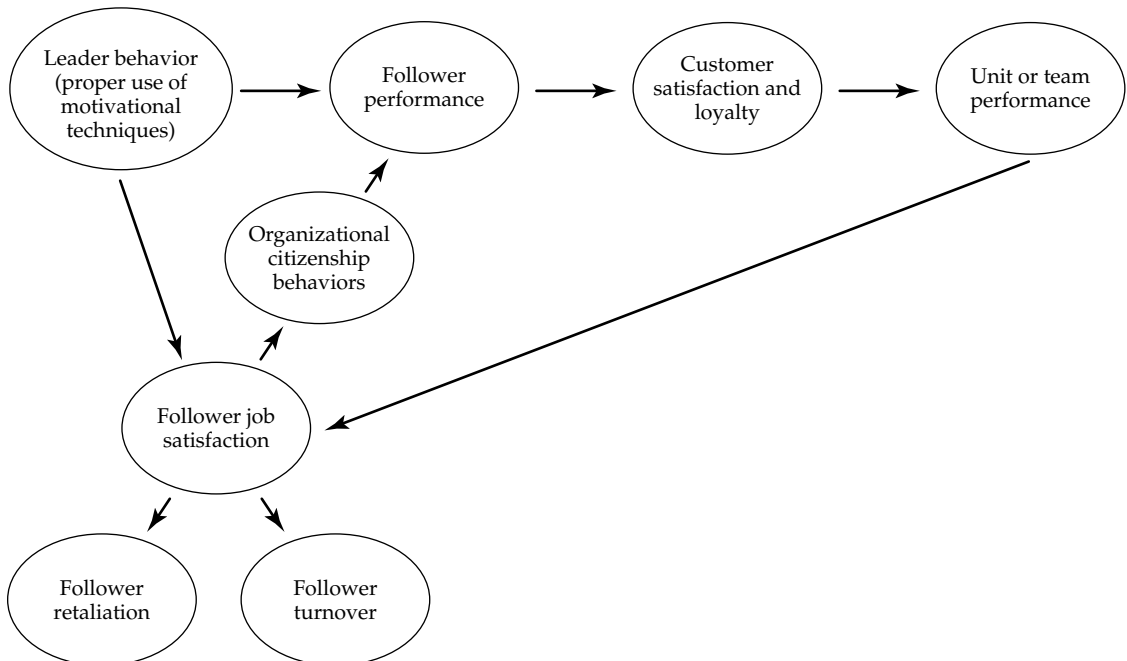 Leader behavior
(proper use of
motivational
techniques)
Follower
performance
Customer
satisfaction and
loyalty
Unit or team
performance
Organizational
citizenship
behaviors
Follower job
satisfaction
Follower
retaliation
Follower
turnover